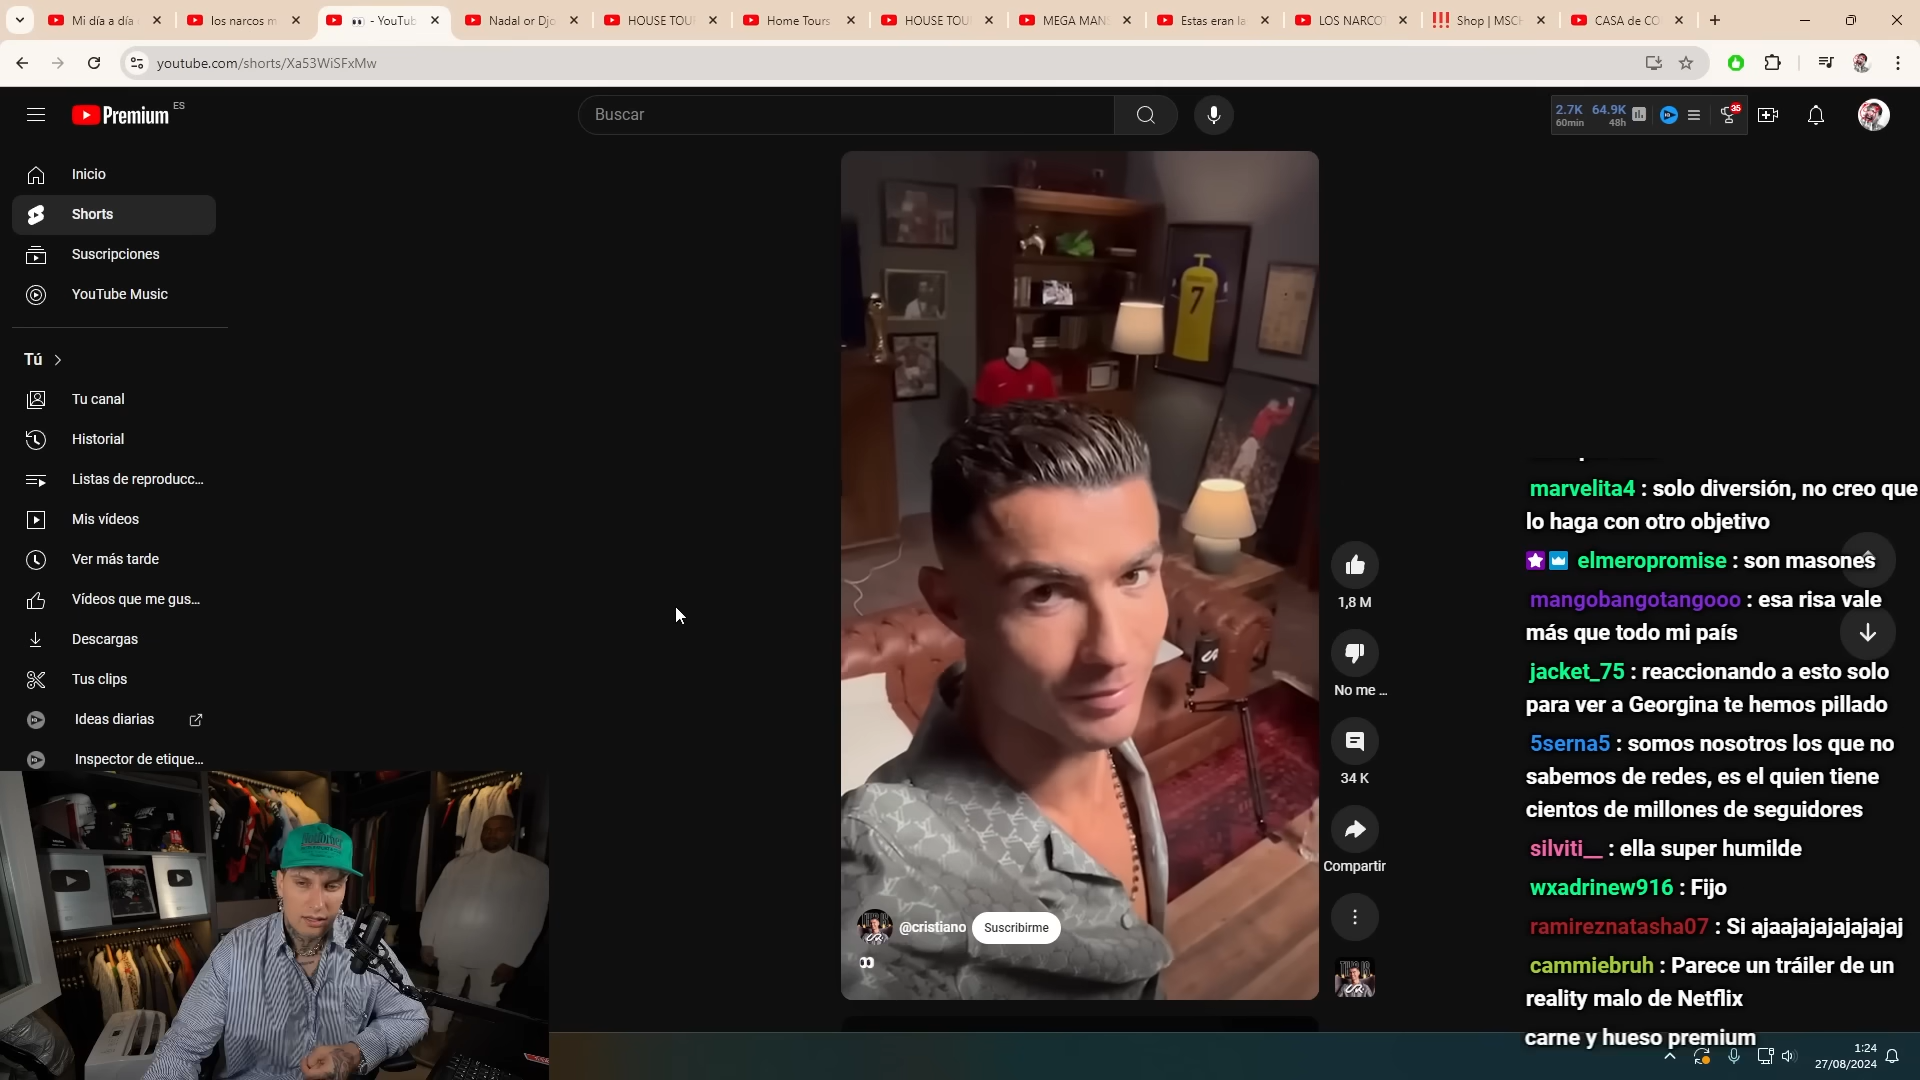 Mi día a día
los narcos m
- YouTub
Nadal or Djo
HOUSE TOU
Home Tours
HOUSE TOU
MEGA MAN
Estas eran la
LOS NARCO
Shop | MSC
CASA de CO
youtube.com/shorts/Xa53WiSFxMw
Premium ES
Buscar
2.7K 64.9K
60min 48h
35
Inicio
Shorts
Suscripciones
YouTube Music
Tú
Tu canal
Historial
Listas de reproducc...
Mis vídeos
Ver más tarde
Vídeos que me gus...
Descargas
Tus clips
Ideas diarias
Inspector de etique...
7
1,8 M
No me ...
34 K
Compartir
@cristiano Suscribirme
marvelita4 : solo diversión, no creo que
lo haga con otro objetivo
elmeropromise : son masones
mangobangotangooo : esa risa vale
más que todo mi país
jacket_75 : reaccionando a esto solo
para ver a Georgina te hemos pillado
5serna5 : somos nosotros los que no
sabemos de redes, es el quien tiene
cientos de millones de seguidores
silviti__ : ella super humilde
wxadrinew916 : Fijo
ramireznatasha07 : Si ajaajajajajajajaj
cammiebruh : Parece un tráiler de un
reality malo de Netflix
carne y hueso premium
1:24
27/08/2024